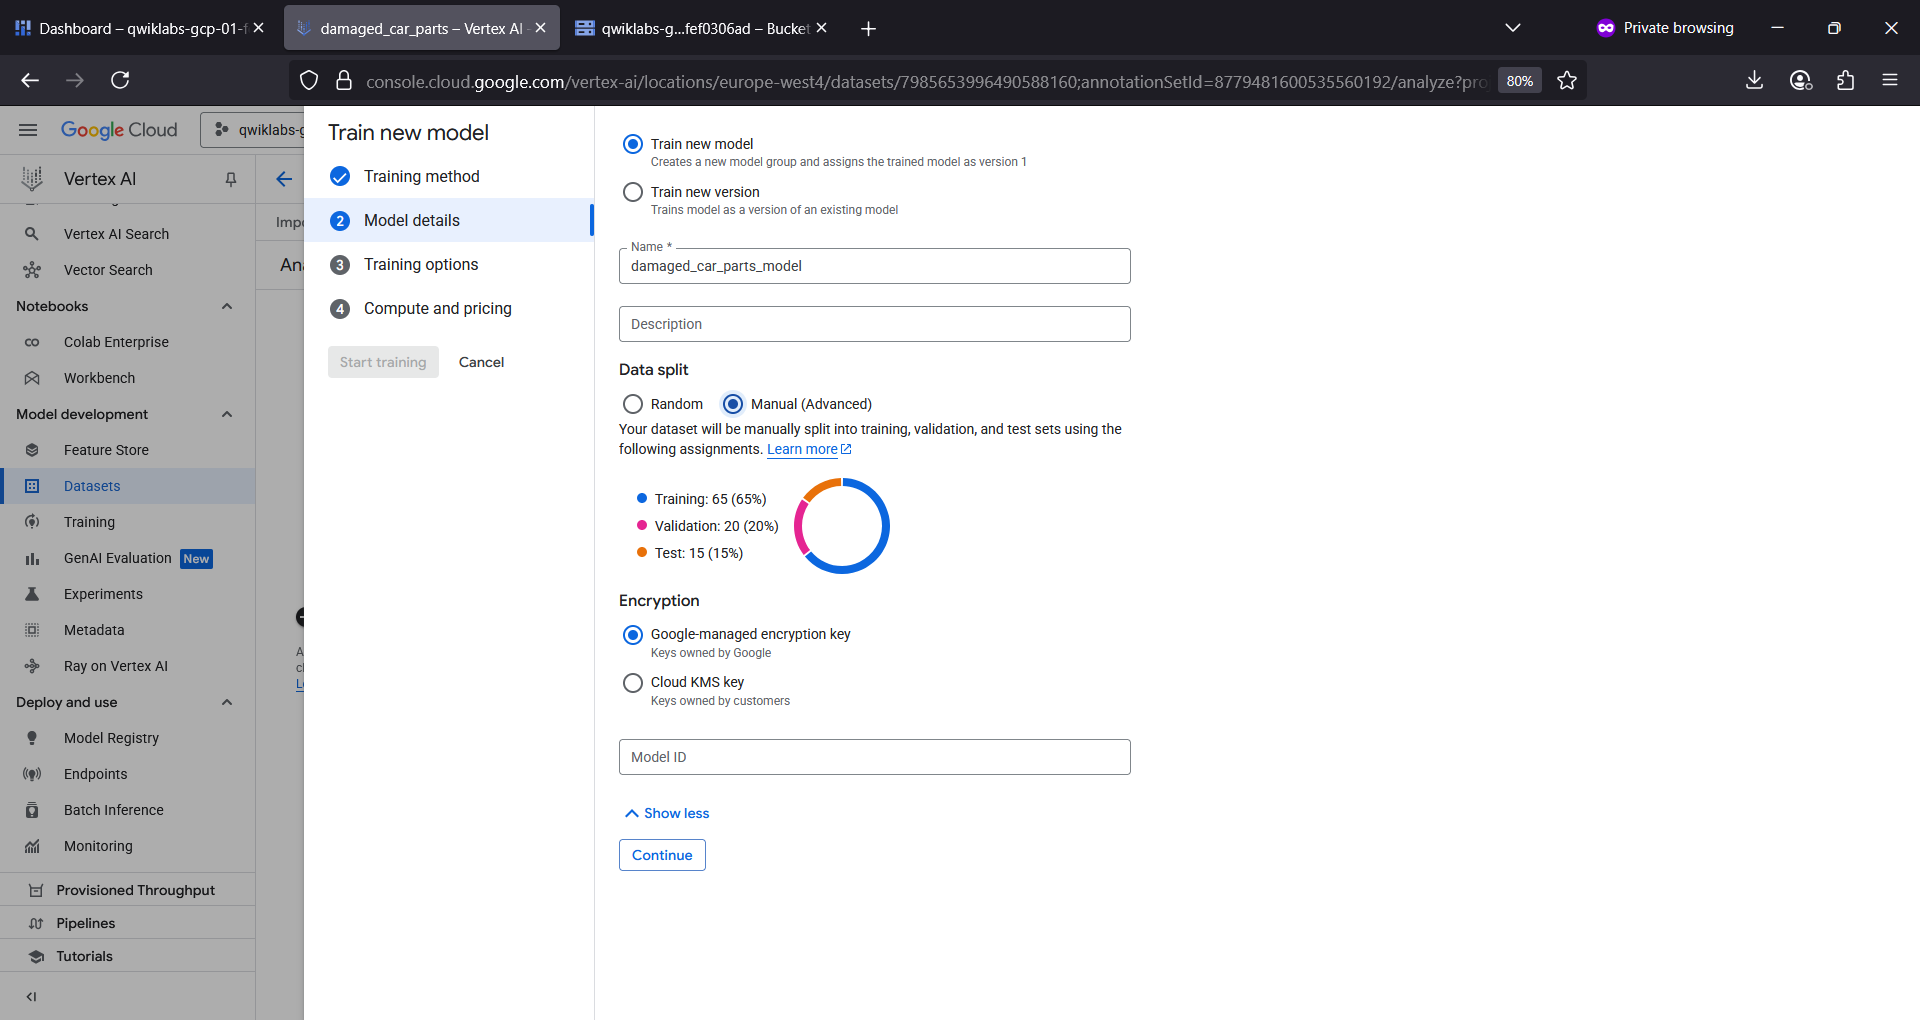 Dashboard – qwiklabs-gcp-01-f
damaged_car_parts – Vertex AI
qwiklabs-g...fef0306ad – Bucket
Private browsing
console.cloud.google.com/vertex-ai/locations/europe-west4/datasets/7985653996490588160;annotationSetId=8779481600535560192/analyze?pro
80%
Google Cloud
qwiklabs-g
Vertex AI
Vertex AI Search
Vector Search
Notebooks
Colab Enterprise
Workbench
Model development
Feature Store
Datasets
Training
GenAI Evaluation New
Experiments
Metadata
Ray on Vertex AI
Deploy and use
Model Registry
Endpoints
Batch Inference
Monitoring
Provisioned Throughput
Pipelines
Tutorials
Impo
Ana
A
cl
L
Train new model
Training method
2 Model details
3 Training options
4 Compute and pricing
Start training
Cancel
Train new model
Creates a new model group and assigns the trained model as version 1
Train new version
Trains model as a version of an existing model
Name *
damaged_car_parts_model
Description
Data split
Random
Manual (Advanced)
Your dataset will be manually split into training, validation, and test sets using the
following assignments. Learn more
Training: 65 (65%)
Validation: 20 (20%)
Test: 15 (15%)
Encryption
Google-managed encryption key
Keys owned by Google
Cloud KMS key
Keys owned by customers
Model ID
Show less
Continue